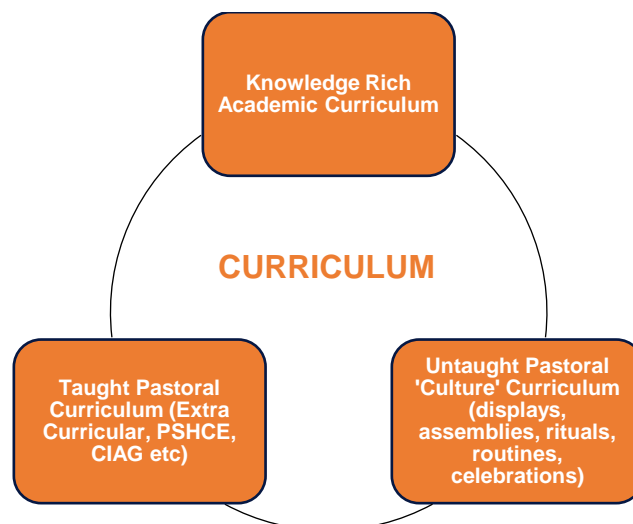 Knowledge Rich
Academic Curriculum
CURRICULUM
Taught Pastoral
Curriculum (Extra
Curricular, PSHCE,
CIAG etc)
Untaught Pastoral
'Culture' Curriculum
(displays,
assemblies, rituals,
routines,
celebrations)